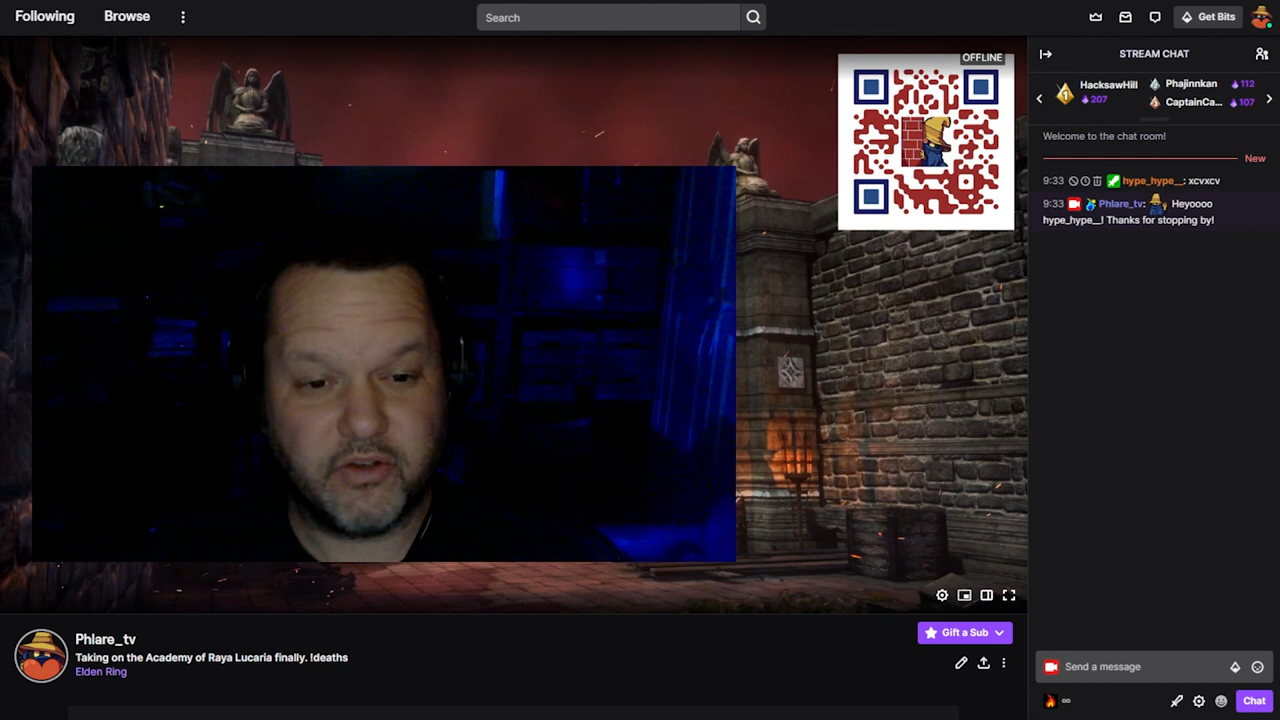 Following
Browse
Search
Get Bits
OFFLINE
STREAM CHAT
1
HacksawHill
207
Phajinnkan
112
CaptainCa...
107
Welcome to the chat room!
New
9:33 hype_hype__: xcvxcv
9:33 Phlare_tv: Heyoooo
hype_hype__! Thanks for stopping by!
Phlare_tv
Taking on the Academy of Raya Lucaria finally. !deaths
Elden Ring
Gift a Sub
Send a message
Chat